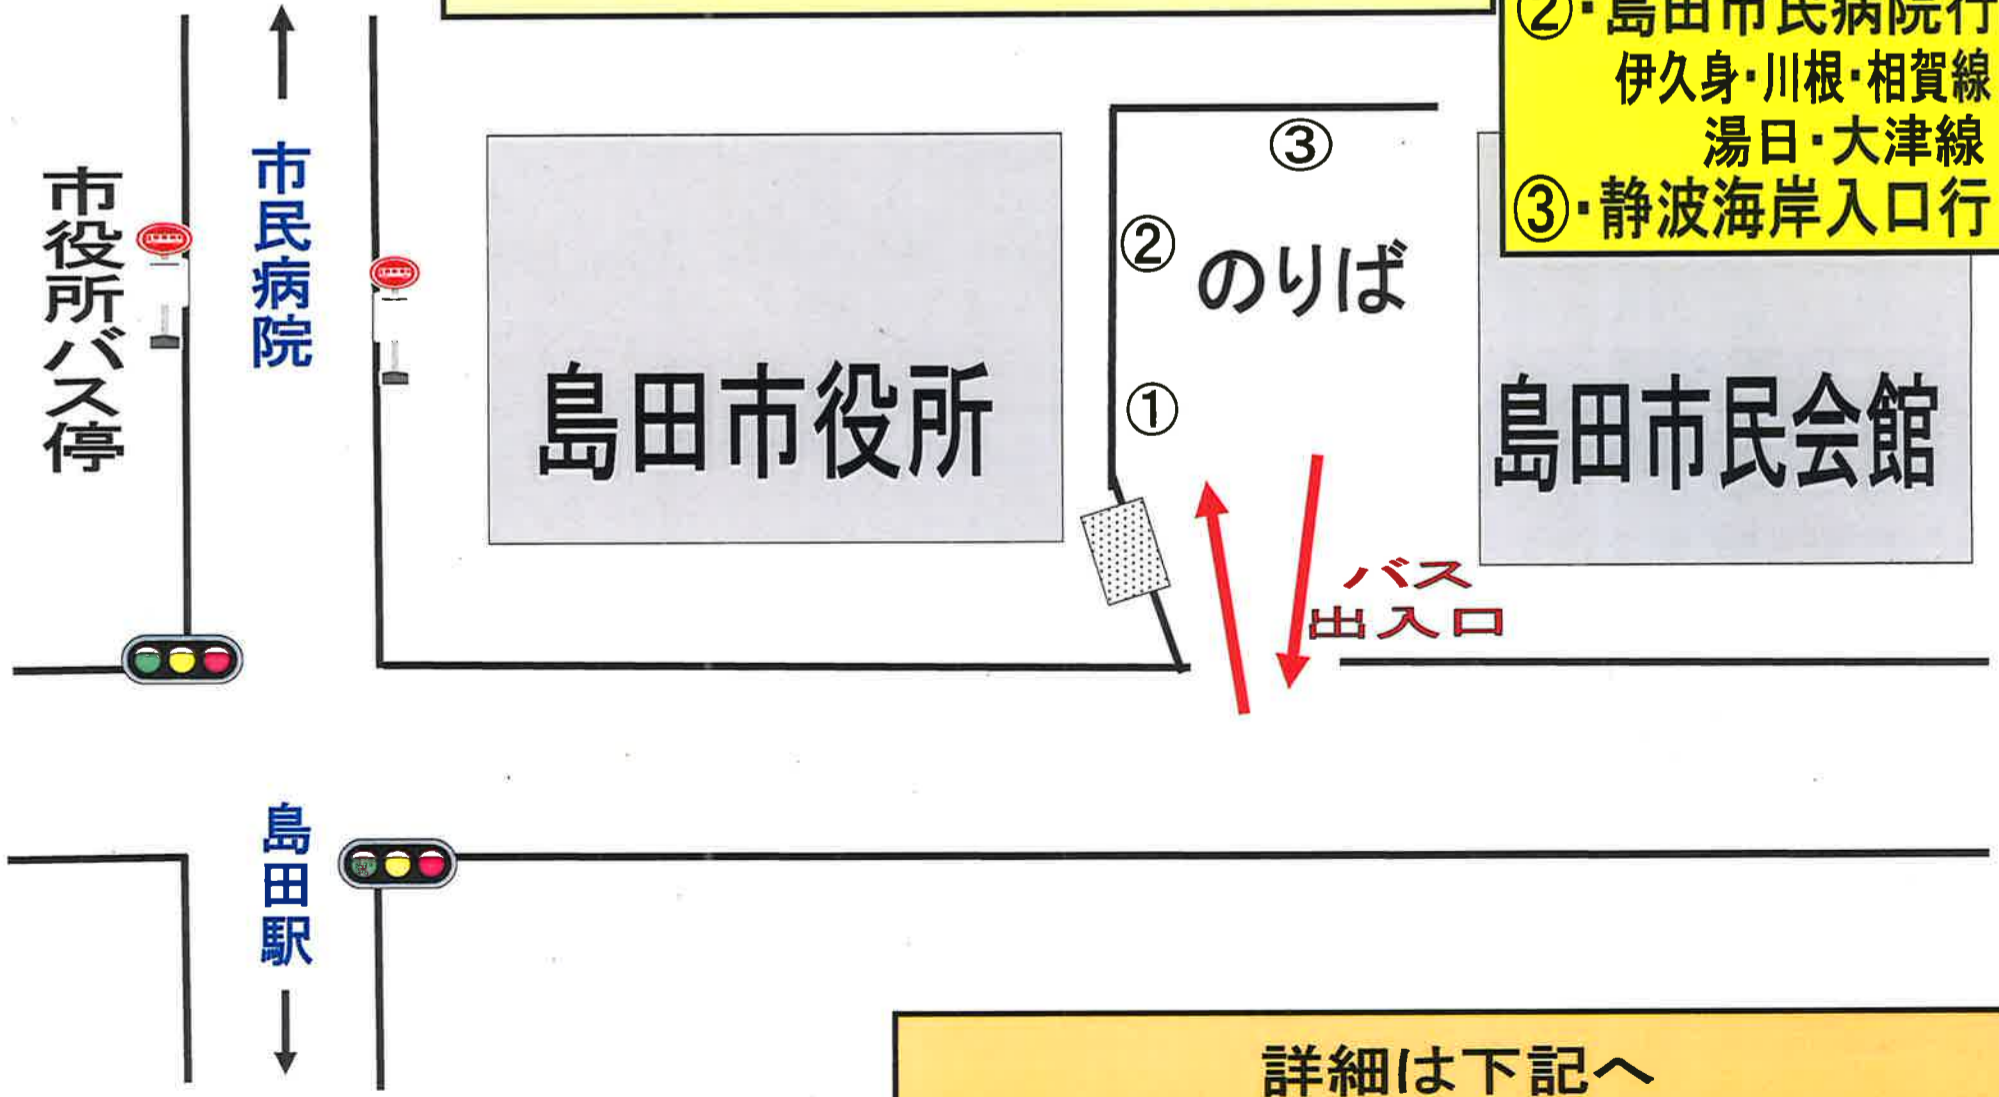 ②・島田市民病院行
伊久身・川根・相賀線
湯日・大津線
③・静波海岸入口行
市役所バス停
市民病院
島田市役所
③
②
のりば
①
島田市民会館
バス
出入口
島田駅
詳細は下記へ